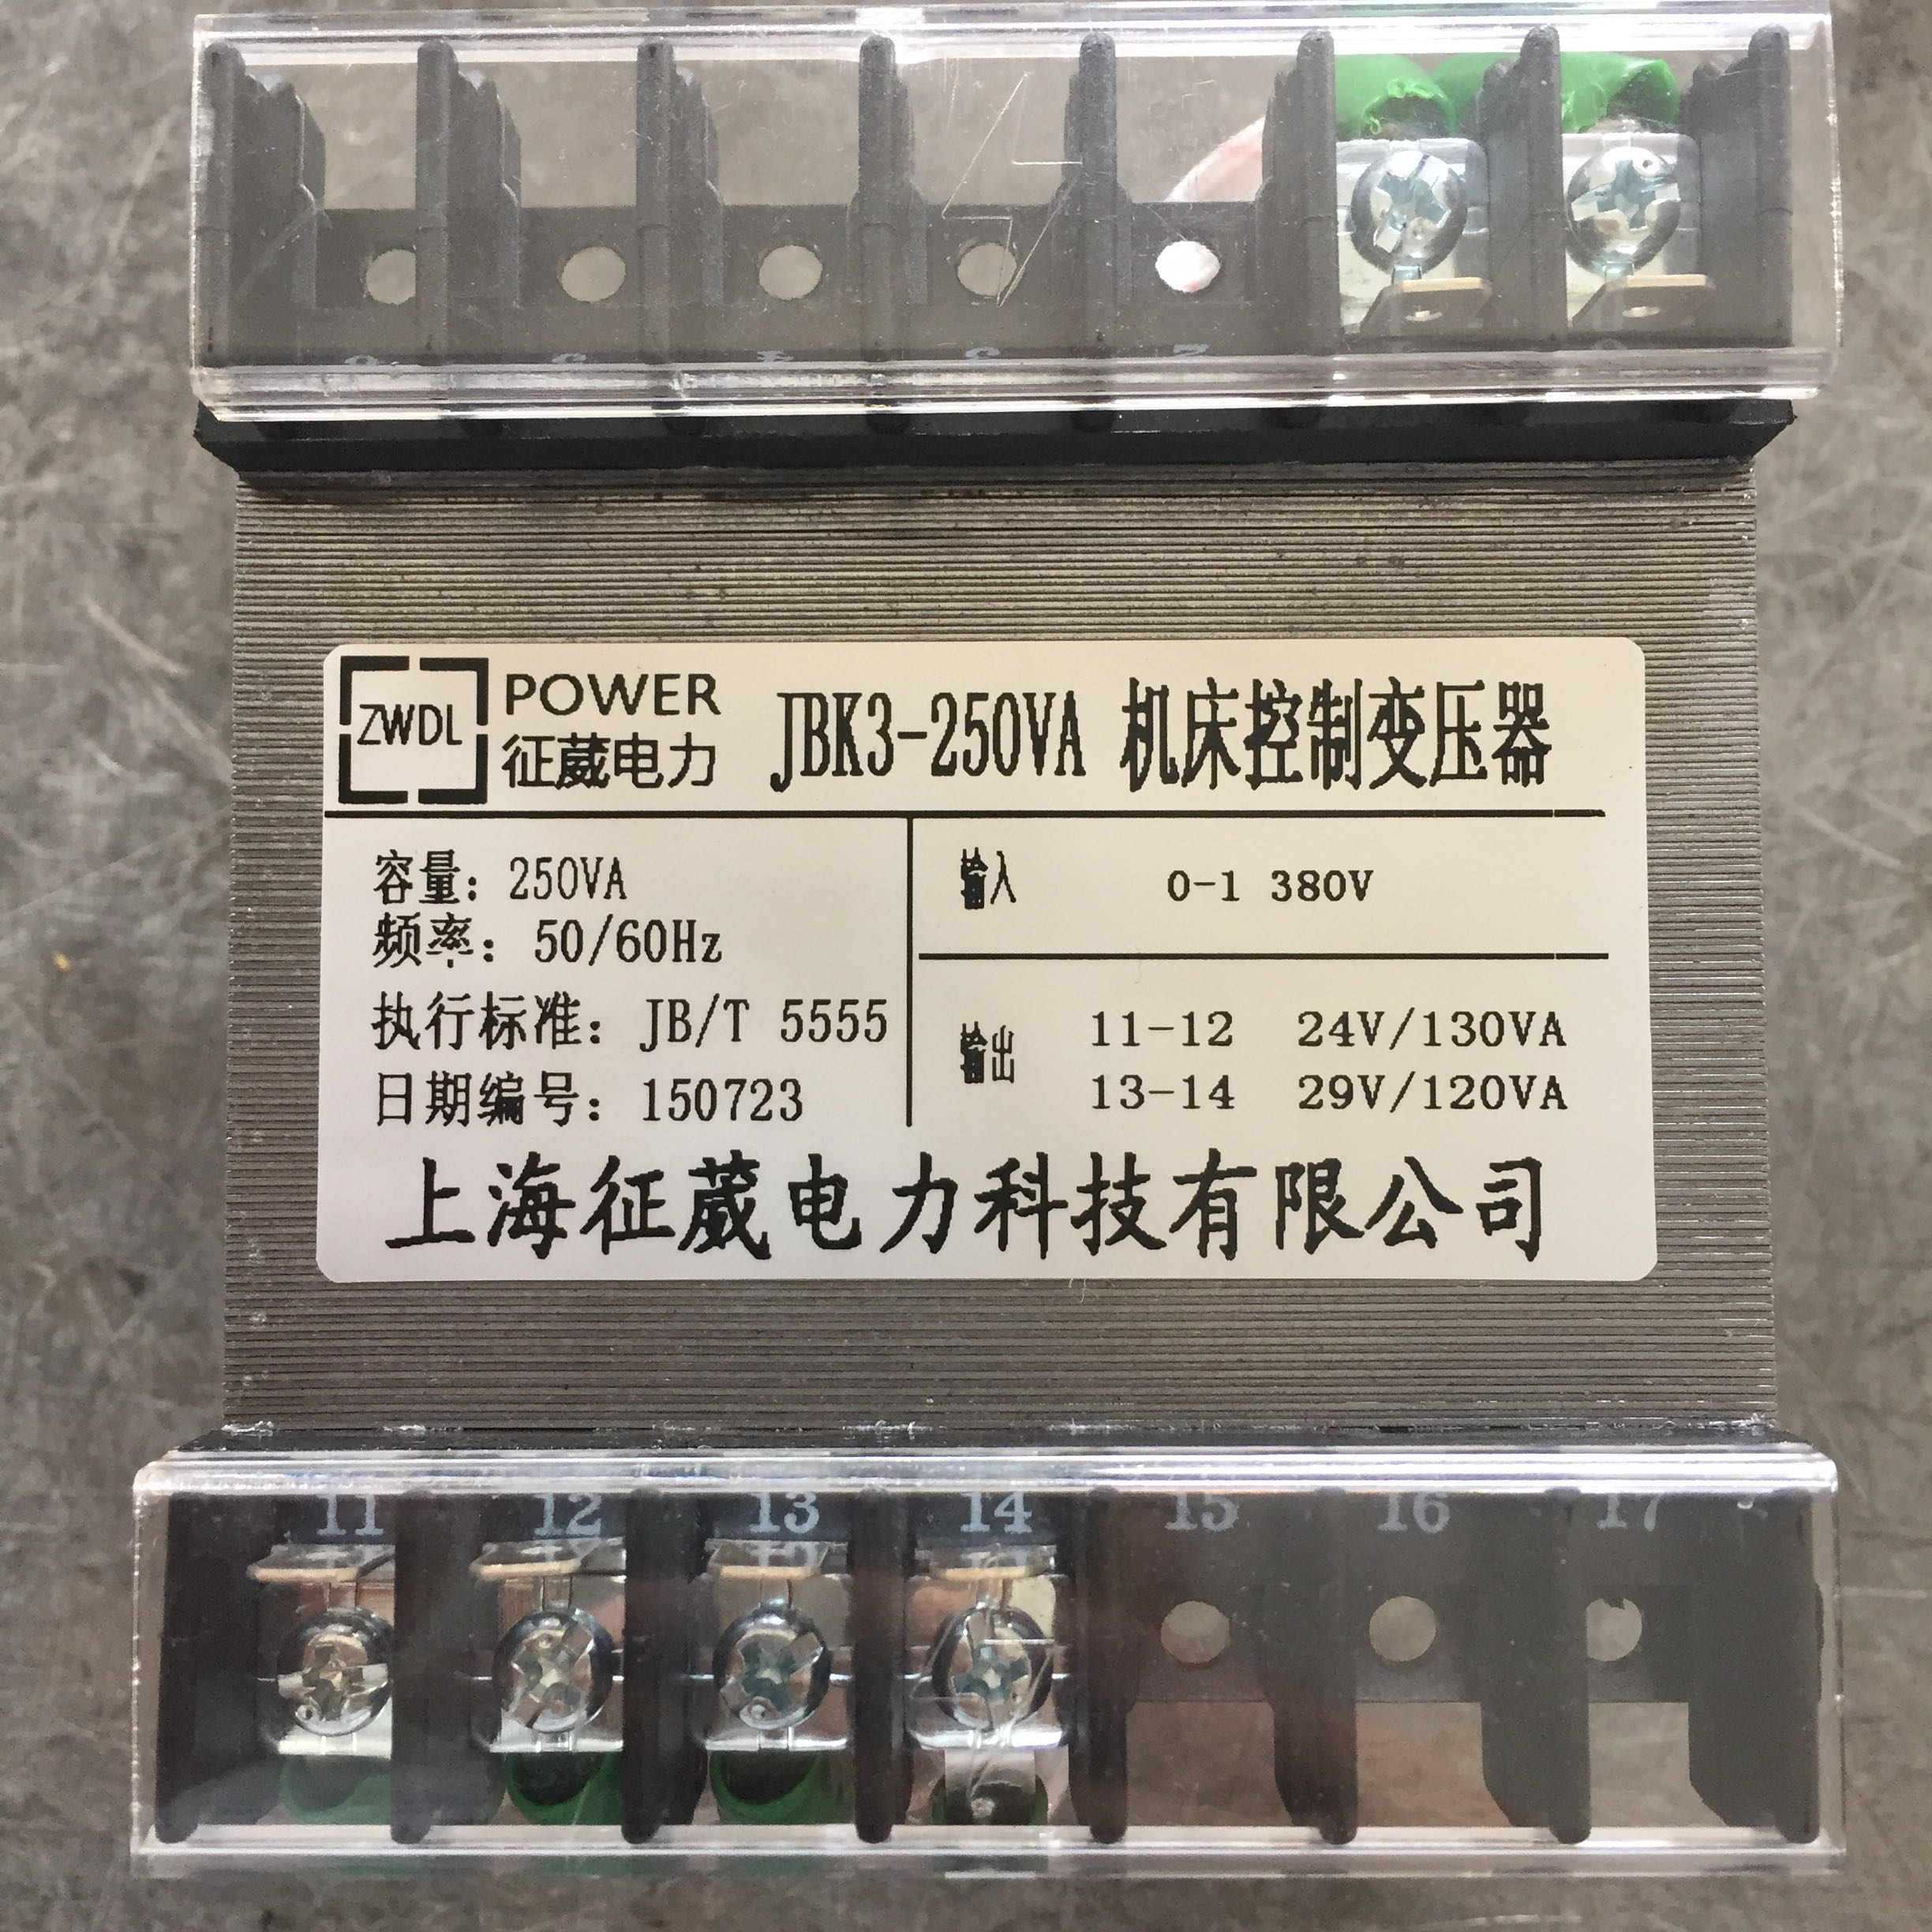 ZWDL
POWER
征葳电力
JBK3-250VA 机床控制变压器
容量: 250VA
频率: 50/60Hz
执行标准: JB/T 5555
日期编号: 150723
输入 0-1 380V
输出
11-12 24V/130VA
13-14 29V/120VA
上海征葳电力科技有限公司
11 12 13 14 15 16 17